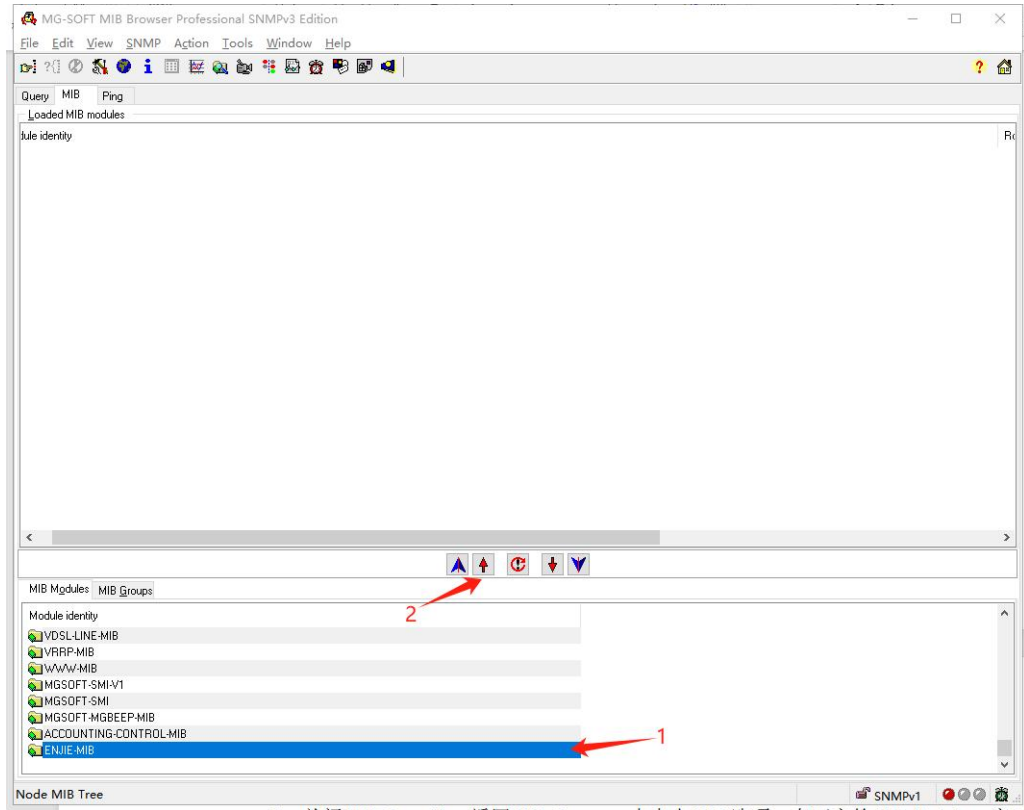 MG-SOFT MIB Browser Professional SNMPv3 Edition
File Edit View SNMP Action Tools Window Help
Query MIB Ping
Loaded MIB modules
dule identity
MIB Modules MIB Groups
2
Module identity
VDSL-LINE-MIB
VRRP-MIB
WWW-MIB
MGSOFT-SMI-V1
MGSOFT-SMI
MGSOFT-MGBEEP-MIB
ACCOUNTING-CONTROL-MIB
1
ENJIE-MIB
Node MIB Tree SNMPv1